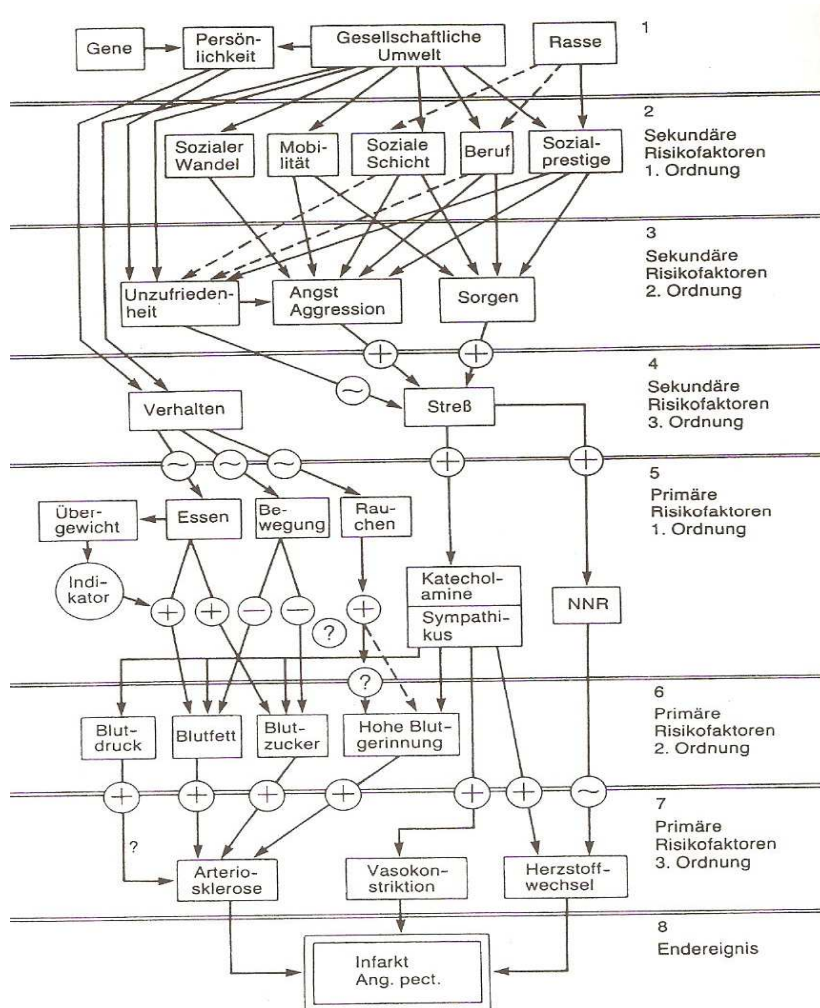 Gene
Persön-
lichkeit
Gesellschaftliche
Umwelt
Rasse
1
2
Sekundäre
Risikofaktoren
1. Ordnung
Sozialer
Wandel
Mobi-
lität
Soziale
Schicht
Beruf
Sozial-
prestige
3
Sekundäre
Risikofaktoren
2. Ordnung
Unzufrieden-
heit
Angst
Aggression
Sorgen
+
+
4
Sekundäre
Risikofaktoren
3. Ordnung
~
Verhalten
Streß
~
~
~
+
+
5
Primäre
Risikofaktoren
1. Ordnung
Über-
gewicht
Essen
Be-
wegung
Rau-
chen
Indi-
kator
Katechol-
amine
Sympathi-
kus
NNR
+
+
−
−
?
+
?
6
Primäre
Risikofaktoren
2. Ordnung
Blut-
druck
Blutfett
Blut-
zucker
Hohe Blut-
gerinnung
+
+
+
+
+
+
~
7
Primäre
Risikofaktoren
3. Ordnung
?
Arterio-
sklerose
Vasokon-
striktion
Herzstoff-
wechsel
8
Endereignis
Infarkt
Ang. pect.